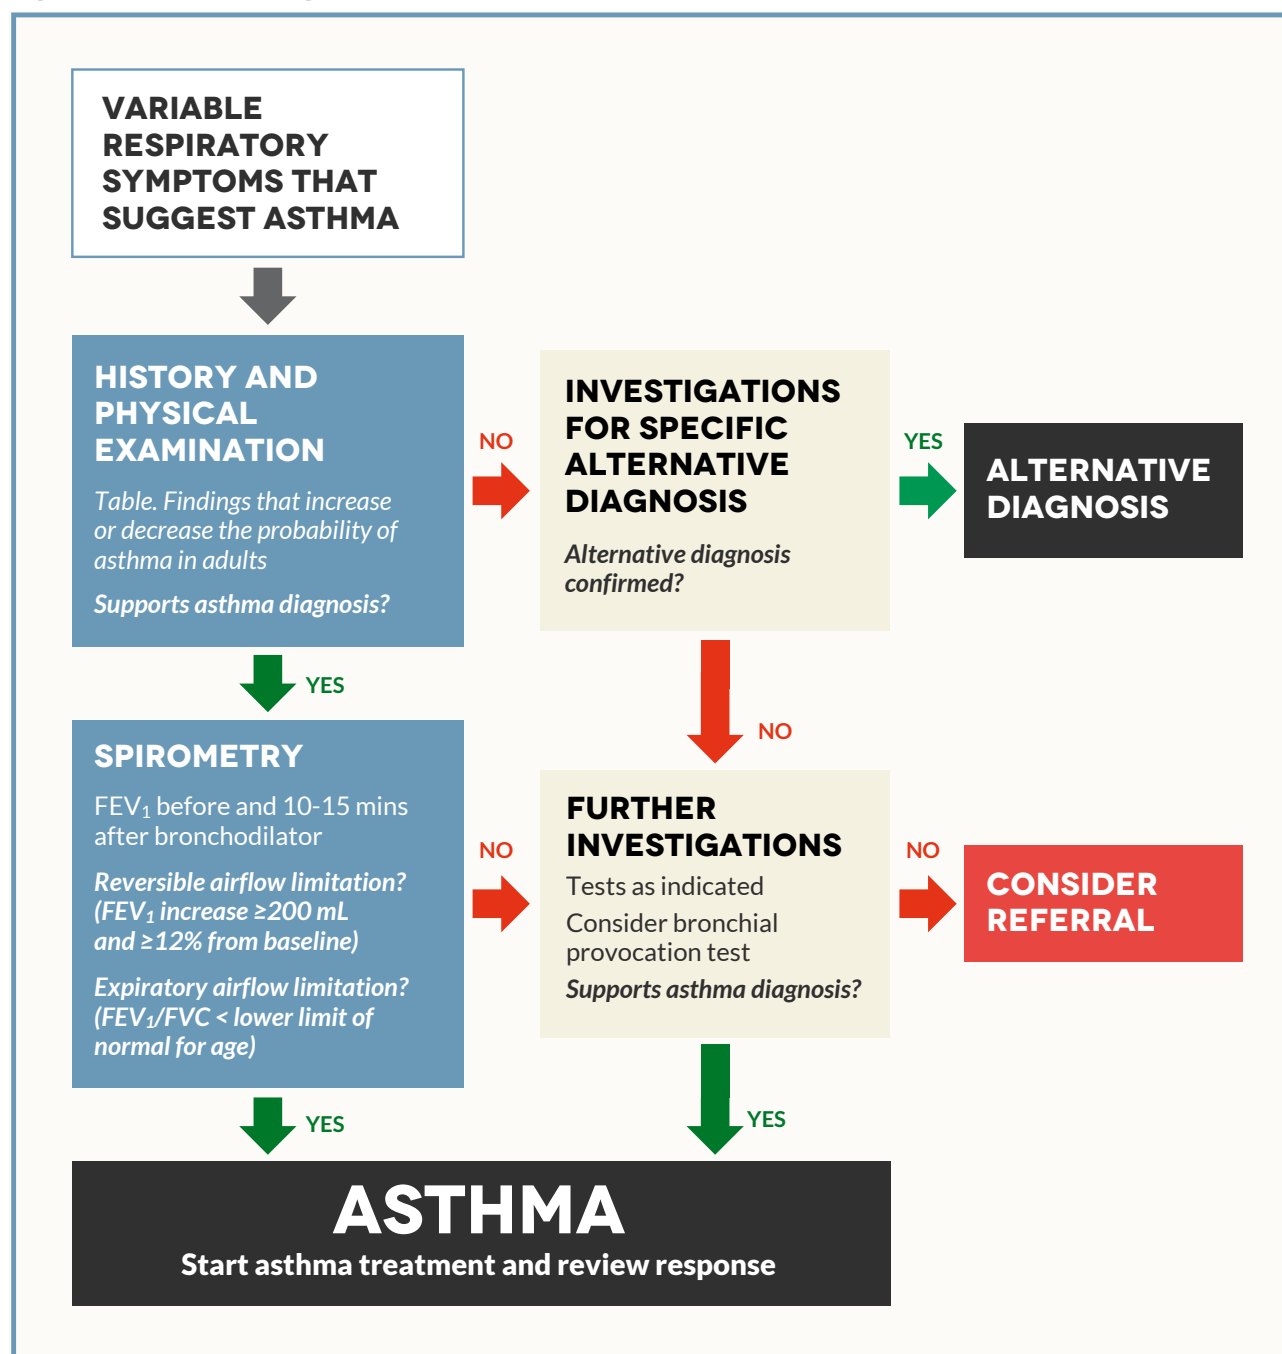 VARIABLE
RESPIRATORY
SYMPTOMS THAT
SUGGEST ASTHMA
HISTORY AND
PHYSICAL
EXAMINATION
Table. Findings that increase
or decrease the probability of
asthma in adults
Supports asthma diagnosis?
NO
INVESTIGATIONS
FOR SPECIFIC
ALTERNATIVE
DIAGNOSIS
Alternative diagnosis
confirmed?
YES
ALTERNATIVE
DIAGNOSIS
YES
NO
SPIROMETRY
FEV₁ before and 10-15 mins
after bronchodilator
Reversible airflow limitation?
(FEV₁ increase ≥200 mL
and ≥12% from baseline)
Expiratory airflow limitation?
(FEV₁/FVC < lower limit of
normal for age)
NO
FURTHER
INVESTIGATIONS
Tests as indicated
Consider bronchial
provocation test
Supports asthma diagnosis?
NO
CONSIDER
REFERRAL
YES
YES
ASTHMA
Start asthma treatment and review response